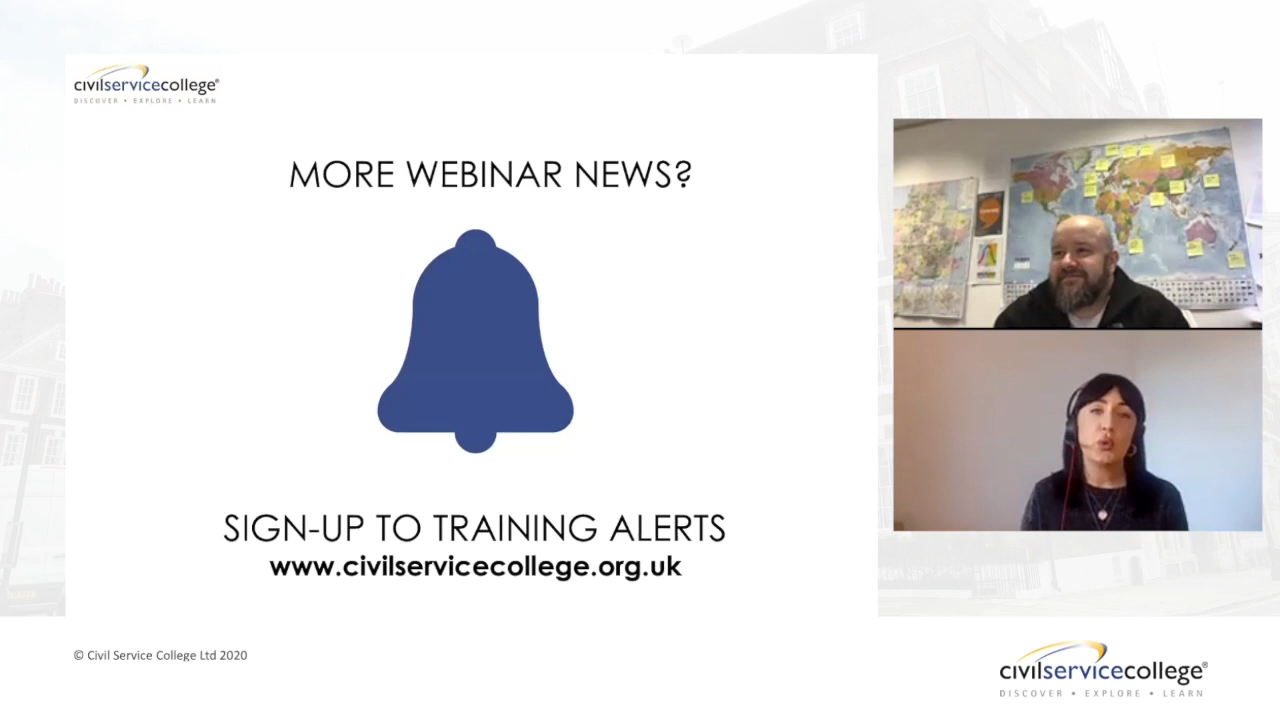 civilservicecollege®
DISCOVER • EXPLORE • LEARN
MORE WEBINAR NEWS?
SIGN-UP TO TRAINING ALERTS
www.civilservicecollege.org.uk
© Civil Service College Ltd 2020
civilservicecollege®
DISCOVER • EXPLORE • LEARN